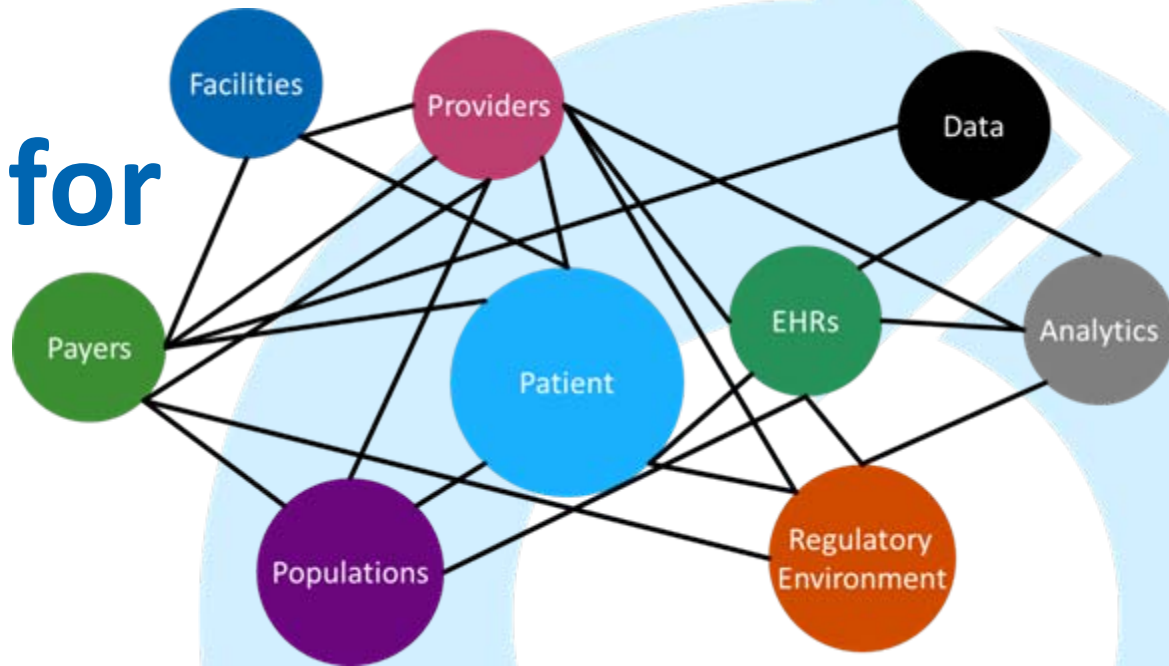 Facilities
Providers
Data
for
Payers
Patient
EHRs
Analytics
Populations
Regulatory
Environment